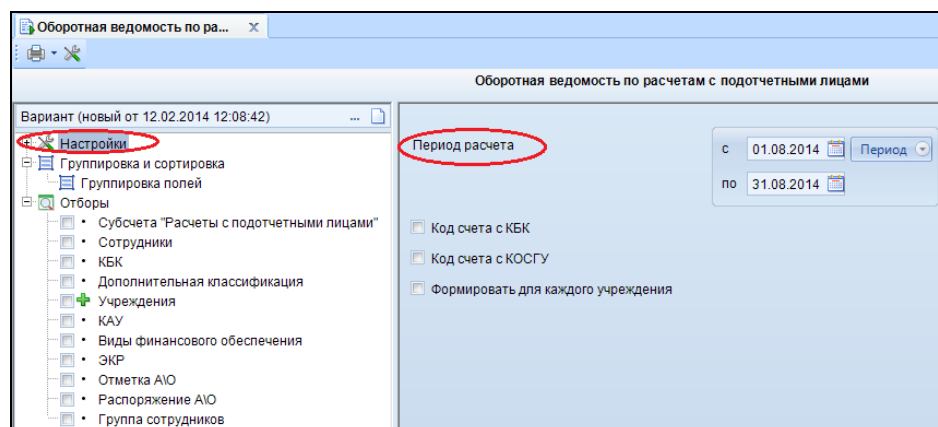 Оборотная ведомость по ра... x
Оборотная ведомость по расчетам с подотчетными лицами
Вариант (новый от 12.02.2014 12:08:42) ...
Настройки
Группировка и сортировка
Группировка полей
Отборы
Субсчета "Расчеты с подотчетными лицами"
Сотрудники
КБК
Дополнительная классификация
Учреждения
КАУ
Виды финансового обеспечения
ЭКР
Отметка А\О
Распоряжение А\О
Группа сотрудников
Период расчета
с 01.08.2014 Период
по 31.08.2014
Код счета с КБК
Код счета с КОСГУ
Формировать для каждого учреждения